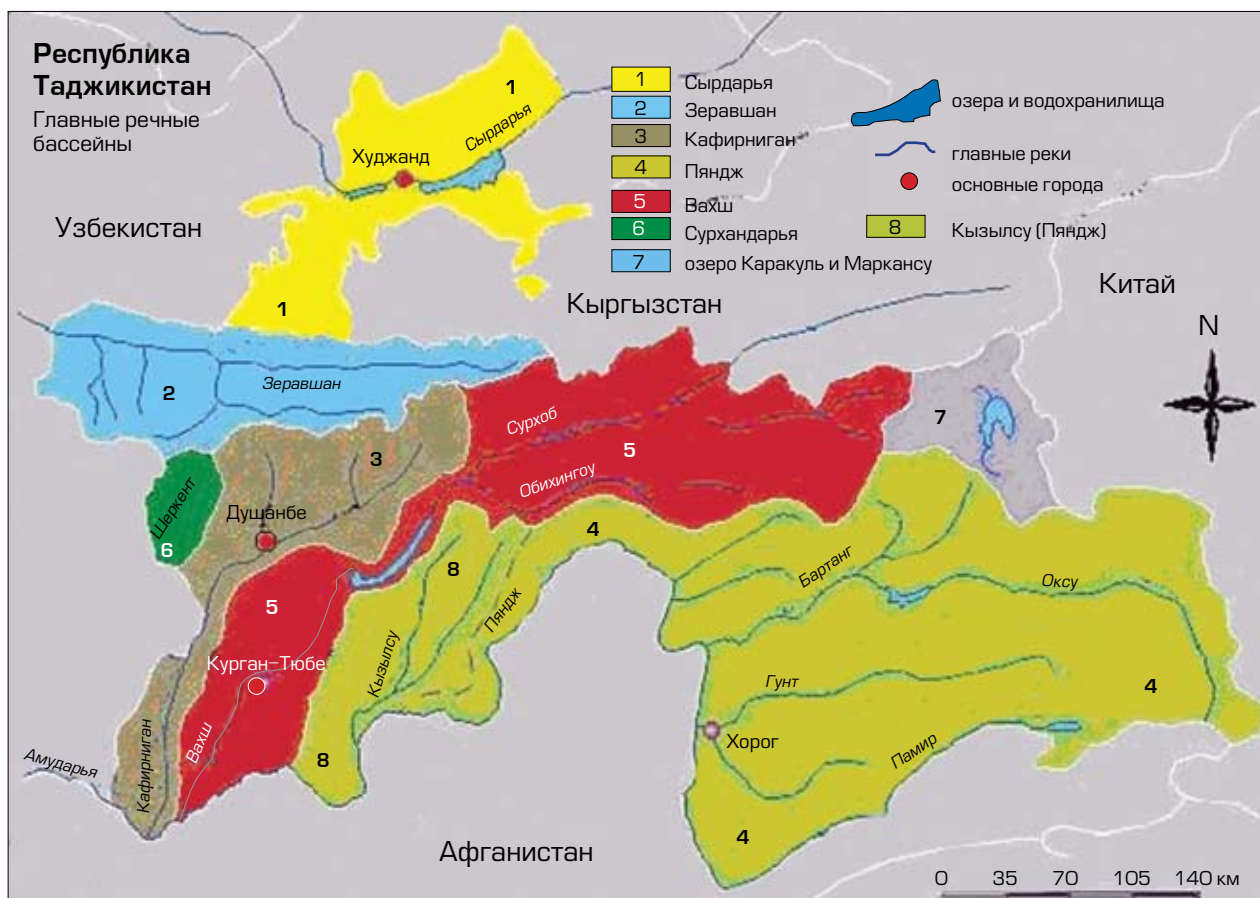 Республика
Таджикистан
Главные речные
бассейны
1 Сырдарья
2 Зеравшан
3 Кафирниган
4 Пяндж
5 Вахш
6 Сурхандарья
7 озеро Каракуль и Маркансу
озера и водохранилища
главные реки
основные города
8 Кызылсу (Пяндж)
1
Сырдарья
Худжанд
Узбекистан
Кыргызстан
Китай
N
1
Зеравшан
2
Сурхоб
7
3
5
Обихингоу
Шеркент
Душанбе
4
6
8
Бартанг
Оксу
5
Пяндж
Кызылсу
Курган-Тюбе
Гунт
4
Вахш
Хорог
Памир
Кафирниган
8
Амударья
4
Афганистан
0 35 70 105 140 км